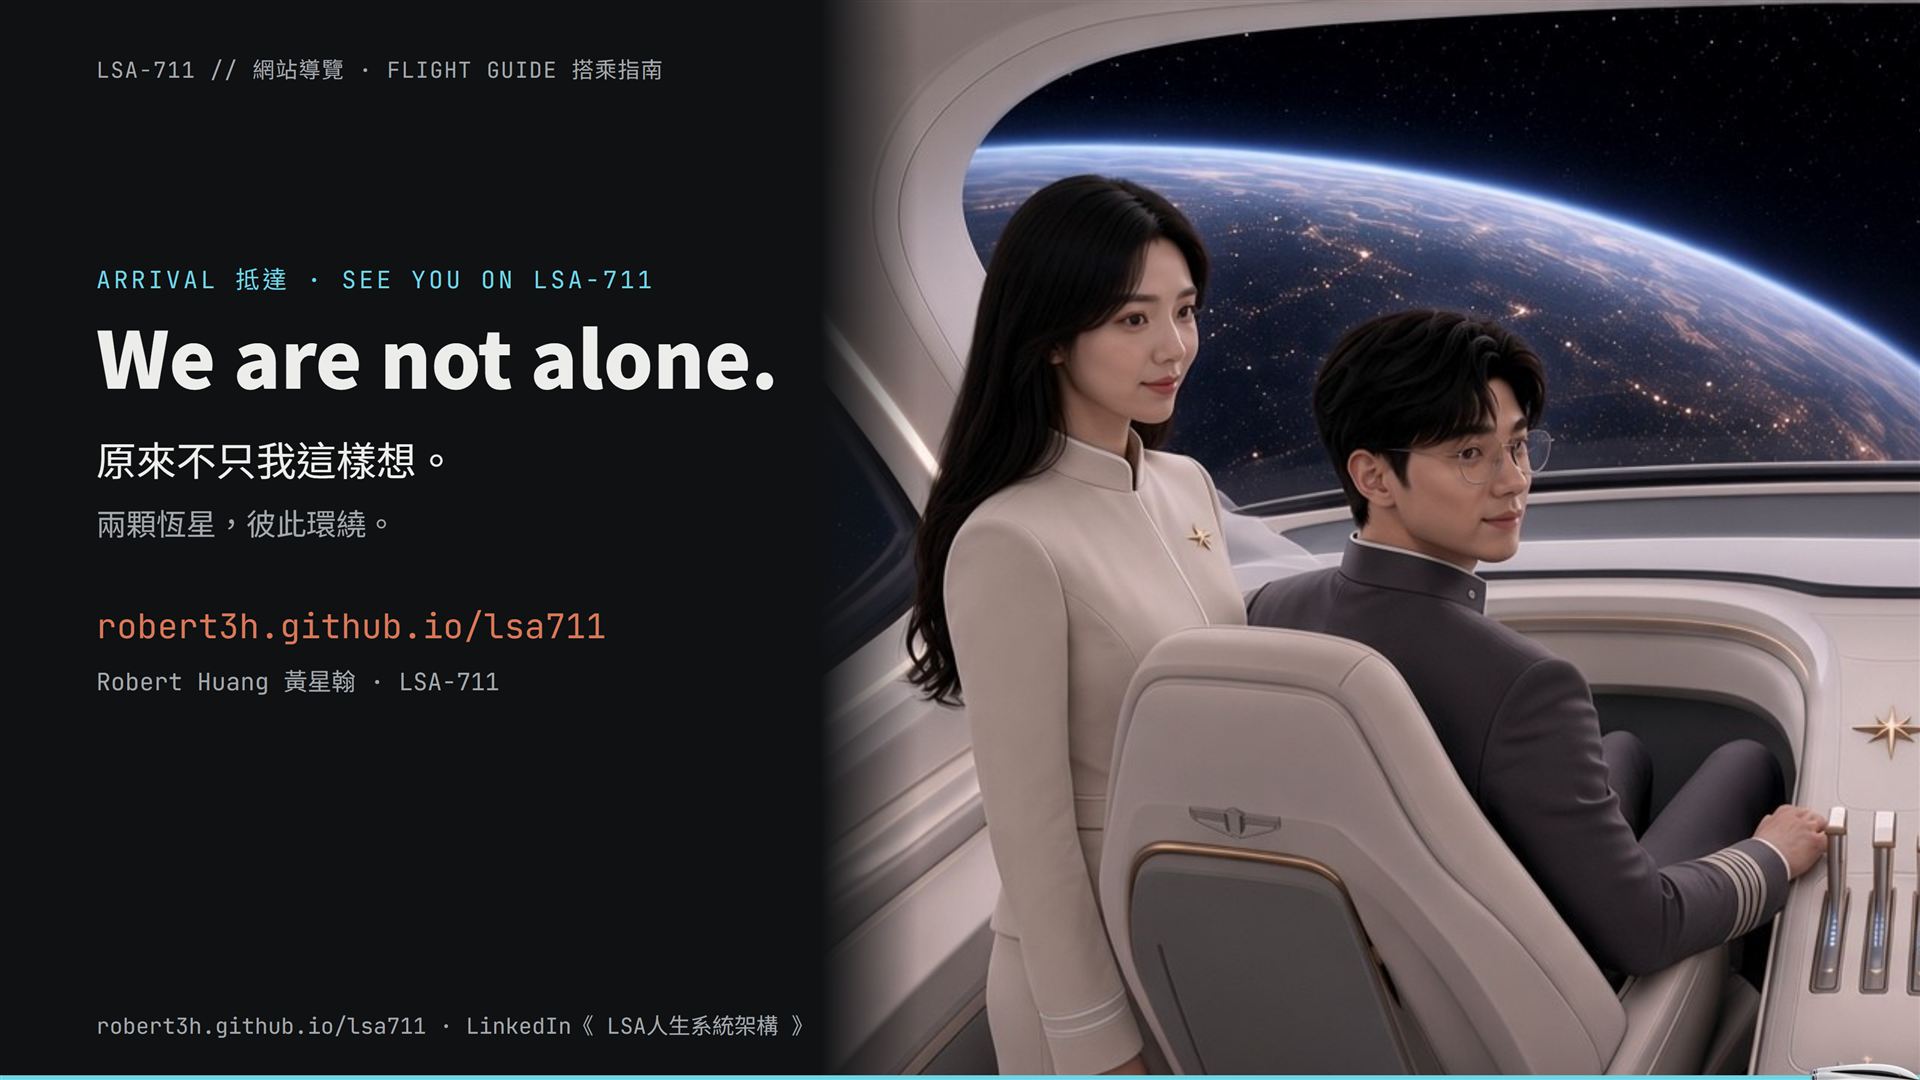 LSA-711 // 網站導覽 · FLIGHT GUIDE 搭乘指南
ARRIVAL 抵達 · SEE YOU ON LSA-711
We are not alone.
原來不只我這樣想。
兩顆恆星，彼此環繞。
robert3h.github.io/lsa711
Robert Huang 黃星翰 · LSA-711
robert3h.github.io/lsa711 · LinkedIn《 LSA人生系統架構 》